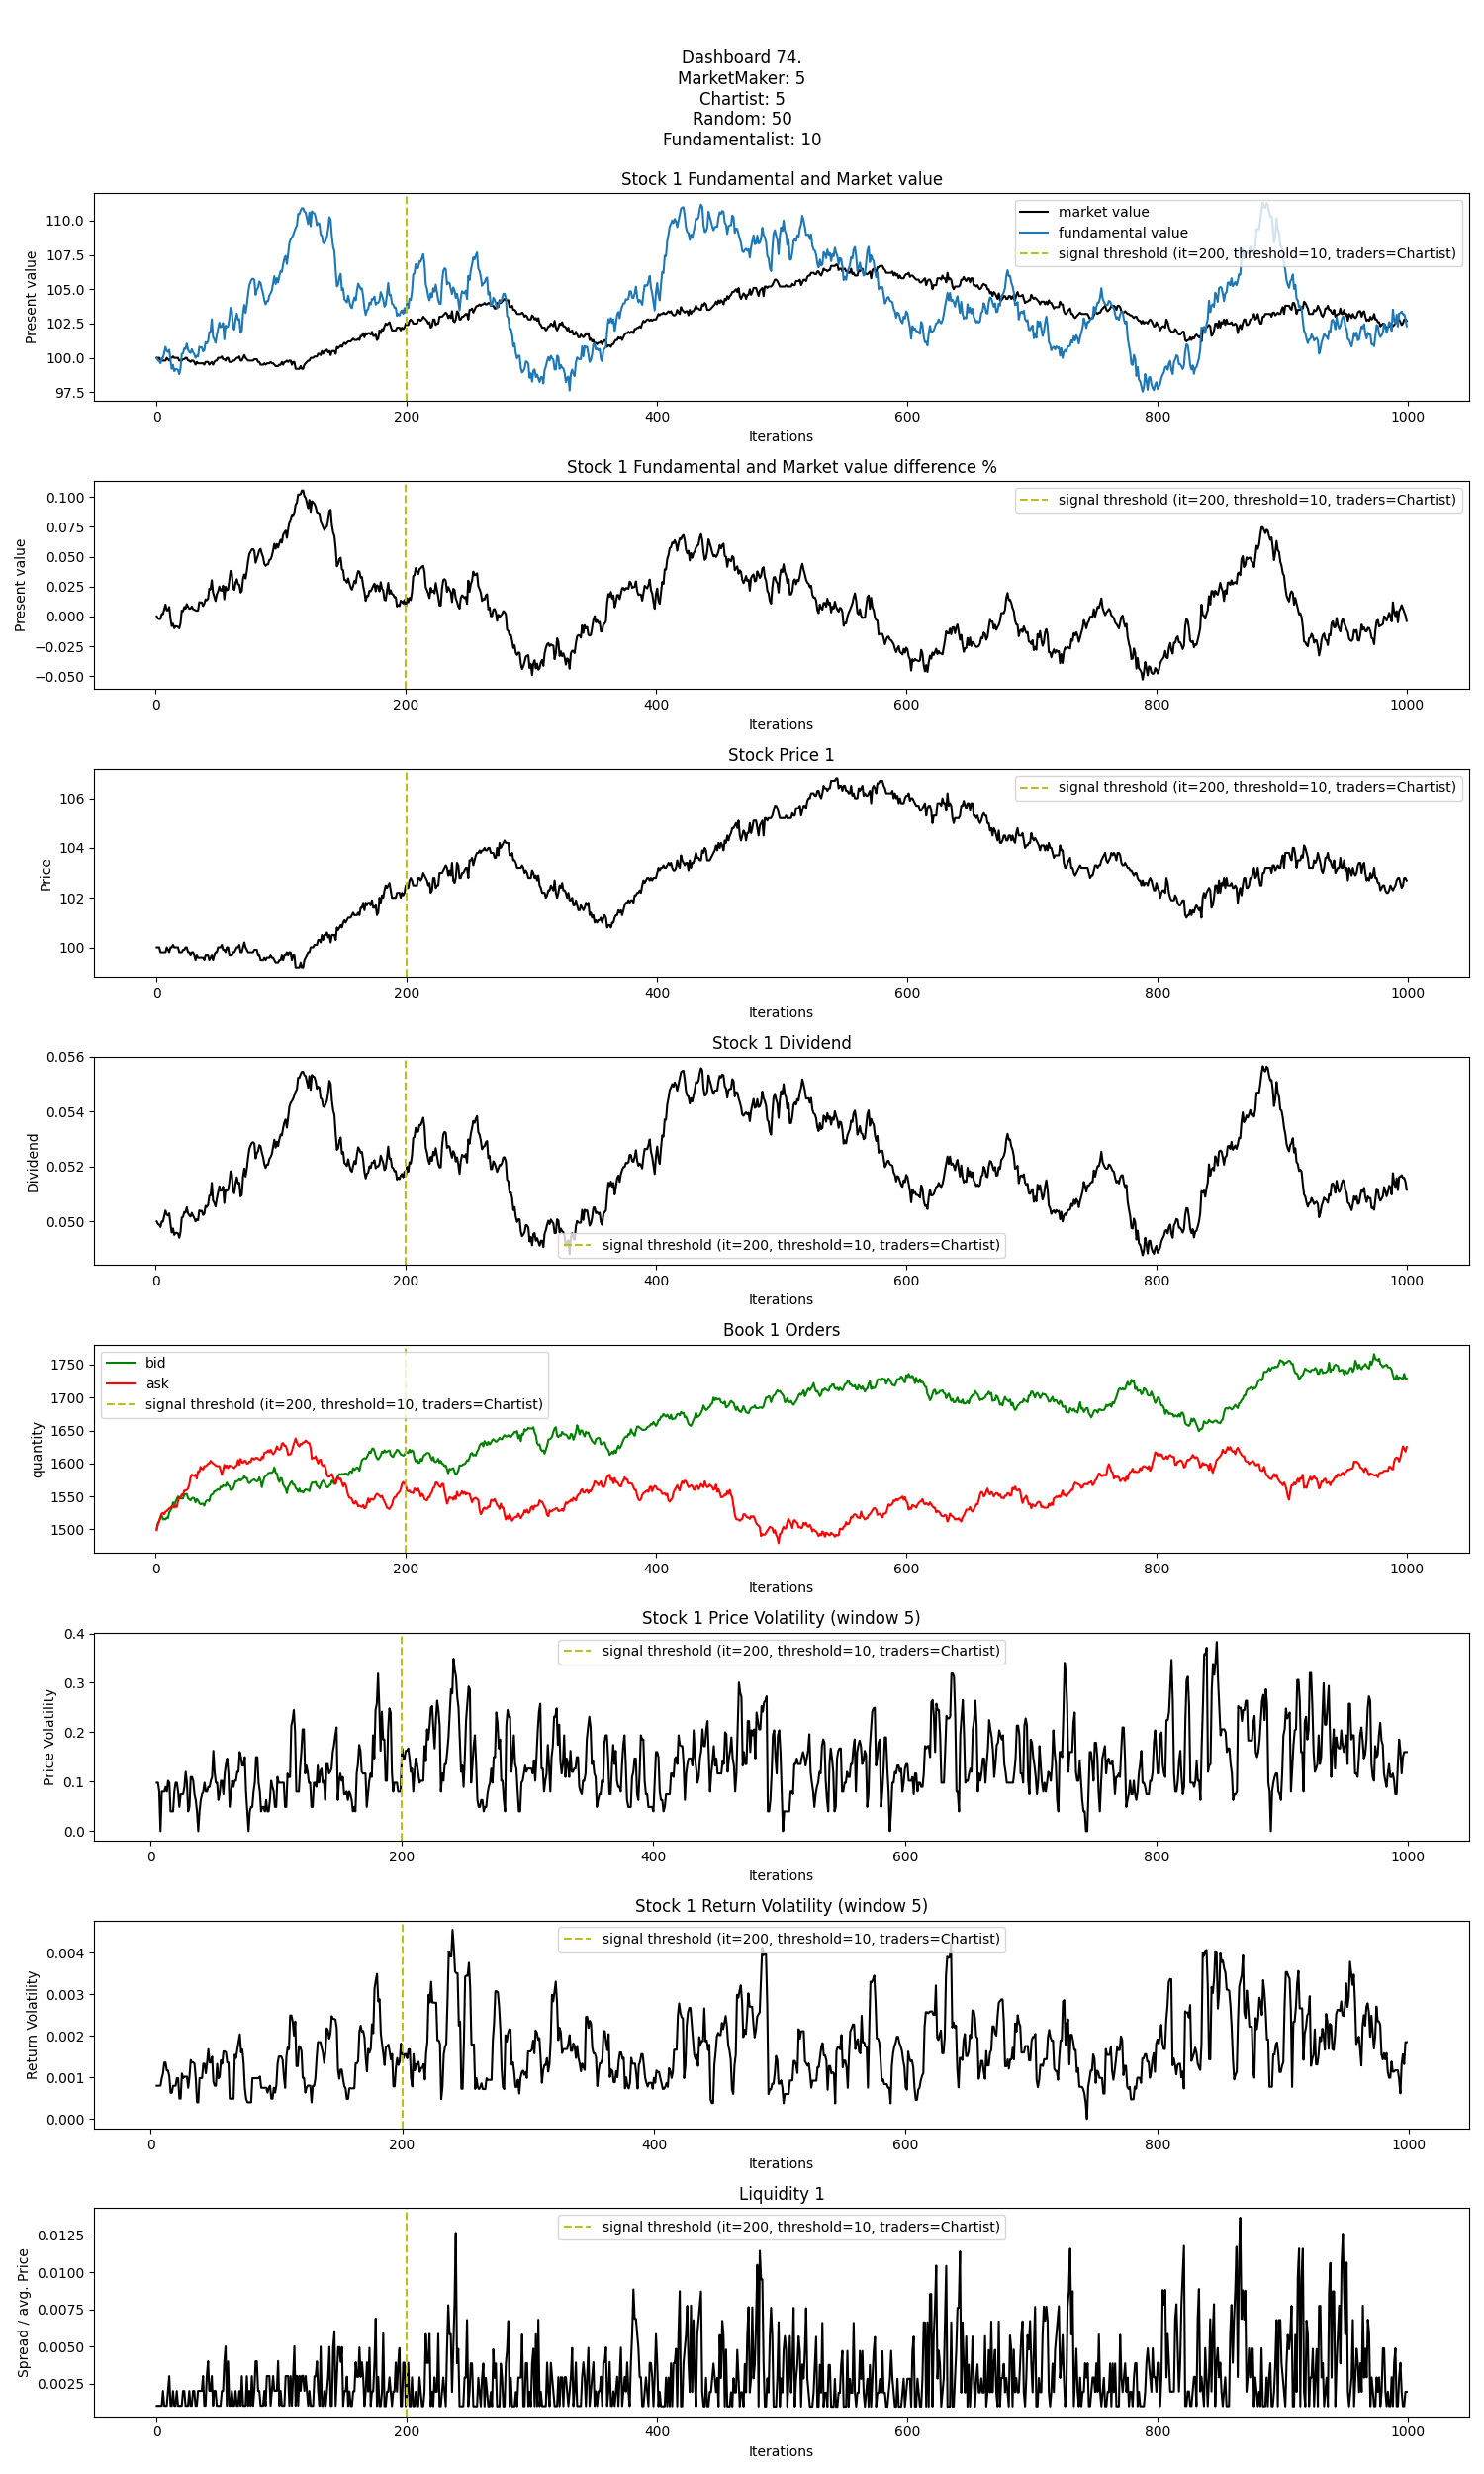 Dashboard 74.
MarketMaker: 5
Chartist: 5
Random: 50
Fundamentalist: 10
Stock 1 Fundamental and Market value
Present value
110.0
107.5
105.0
102.5
100.0
97.5
market value
fundamental value
signal threshold (it=200, threshold=10, traders=Chartist)
0 200 400 600 800 1000
Iterations
Stock 1 Fundamental and Market value difference %
Present value
0.100
0.075
0.050
0.025
0.000
−0.025
−0.050
signal threshold (it=200, threshold=10, traders=Chartist)
0 200 400 600 800 1000
Iterations
Stock Price 1
Price
106
104
102
100
signal threshold (it=200, threshold=10, traders=Chartist)
0 200 400 600 800 1000
Iterations
Stock 1 Dividend
Dividend
0.056
0.054
0.052
0.050
signal threshold (it=200, threshold=10, traders=Chartist)
0 200 400 600 800 1000
Iterations
Book 1 Orders
quantity
1750
1700
1650
1600
1550
1500
bid
ask
signal threshold (it=200, threshold=10, traders=Chartist)
0 200 400 600 800 1000
Iterations
Stock 1 Price Volatility (window 5)
Price Volatility
0.4
0.3
0.2
0.1
0.0
signal threshold (it=200, threshold=10, traders=Chartist)
0 200 400 600 800 1000
Iterations
Stock 1 Return Volatility (window 5)
Return Volatility
0.004
0.003
0.002
0.001
0.000
signal threshold (it=200, threshold=10, traders=Chartist)
0 200 400 600 800 1000
Iterations
Liquidity 1
Spread / avg. Price
0.0125
0.0100
0.0075
0.0050
0.0025
signal threshold (it=200, threshold=10, traders=Chartist)
0 200 400 600 800 1000
Iterations